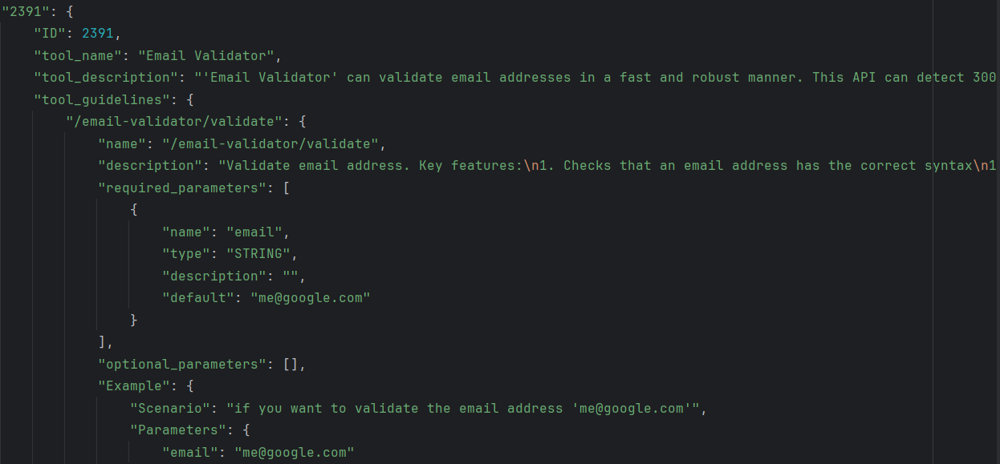 "2391": {
"ID": 2391,
"tool_name": "Email Validator",
"tool_description": "'Email Validator' can validate email addresses in a fast and robust manner. This API can detect 300
"tool_guidelines": {
"/email-validator/validate": {
"name": "/email-validator/validate",
"description": "Validate email address. Key features:\n1. Checks that an email address has the correct syntax\n1
"required_parameters": [
{
"name": "email",
"type": "STRING",
"description": "",
"default": "me@google.com"
}
],
"optional_parameters": [],
"Example": {
"Scenario": "if you want to validate the email address 'me@google.com'",
"Parameters": {
"email": "me@google.com"